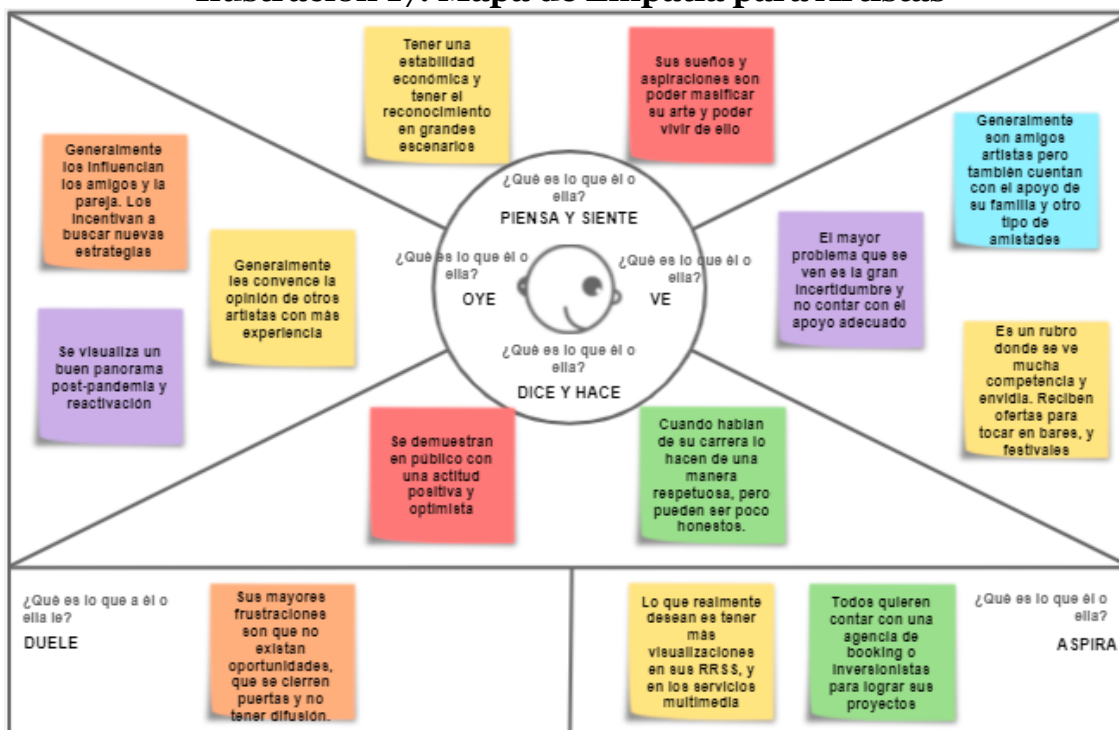 Ilustración 17: Mapa de Empatía para Artistas
Tener una
estabilidad
económica y
tener el
reconocimiento
en grandes
escenarios
Sus sueños y
aspiraciones son
poder masificar
su arte y poder
vivir de ello
Generalmente
los influencian
los amigos y la
pareja. Los
incentivan a
buscar nuevas
estrategias
Generalmente
les convence la
opinión de otros
artistas con más
experiencia
Se visualiza un
buen panorama
post-pandemia y
reactivación
¿Qué es lo que él o
ella?
PIENSA Y SIENTE
¿Qué es lo que él o
ella?
OYE
¿Qué es lo que él o
ella?
VE
¿Qué es lo que él o
ella?
DICE Y HACE
Generalmente
son amigos
artistas pero
también cuentan
con el apoyo de
su familia y otro
tipo de
amistades
El mayor
problema que se
ven es la gran
incertidumbre y
no contar con el
apoyo adecuado
Es un rubro
donde se ve
mucha
competencia y
envidia. Reciben
ofertas para
tocar en bares, y
festivales
Se demuestran
en público con
una actitud
positiva y
optimista
Cuando hablan
de su carrera lo
hacen de una
manera
respetuosa, pero
pueden ser poco
honestos.
¿Qué es lo que a él o
ella le?
DUELE
Sus mayores
frustraciones
son que no
existan
oportunidades,
que se cierren
puertas y no
tener difusión.
Lo que realmente
desean es tener
más
visualizaciones
en sus RRSS, y
en los servicios
multimedia
Todos quieren
contar con una
agencia de
booking o
inversionistas
para lograr sus
proyectos
¿Qué es lo que él o
ella?
ASPIRA